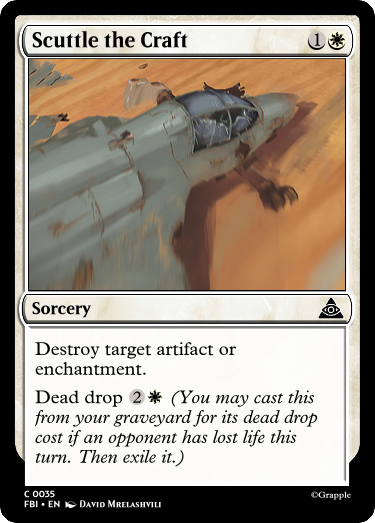 Scuttle the Craft 1
Sorcery
Destroy target artifact or
enchantment.
Dead drop 2 (You may cast this
from your graveyard for its dead drop
cost if an opponent has lost life this
turn. Then exile it.)
C 0035
FBI • EN David Mrelashvili
©Grapple